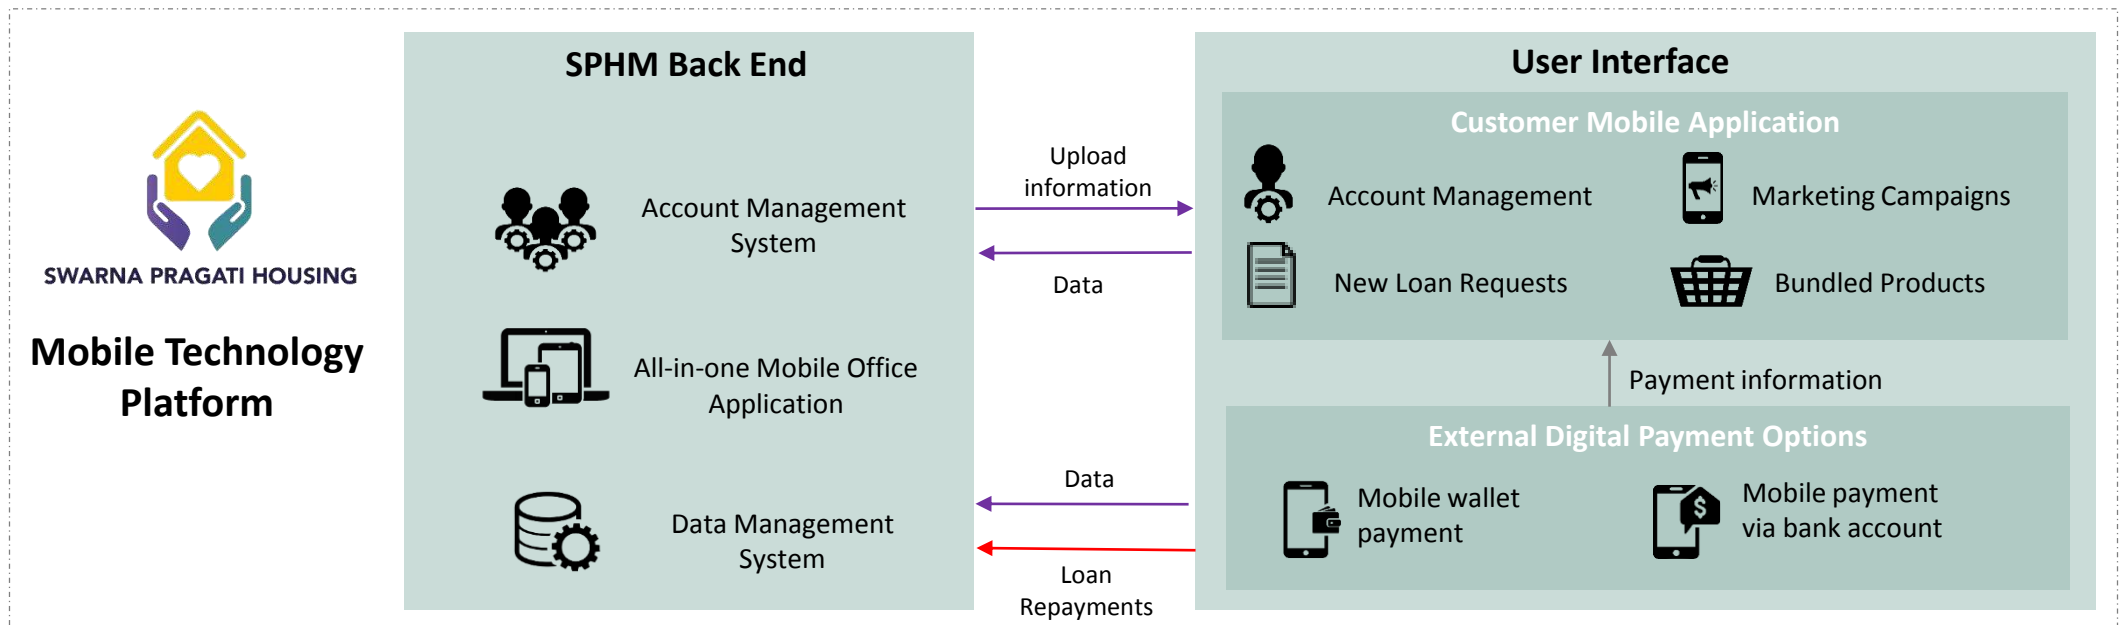 SWARNA PRAGATI HOUSING
Mobile Technology
Platform
SPHM Back End
Account Management
System
All-in-one Mobile Office
Application
Data Management
System
Upload
information
Data
Data
Loan
Repayments
User Interface
Customer Mobile Application
Account Management
Marketing Campaigns
New Loan Requests
Bundled Products
Payment information
External Digital Payment Options
Mobile wallet
payment
Mobile payment
via bank account
$